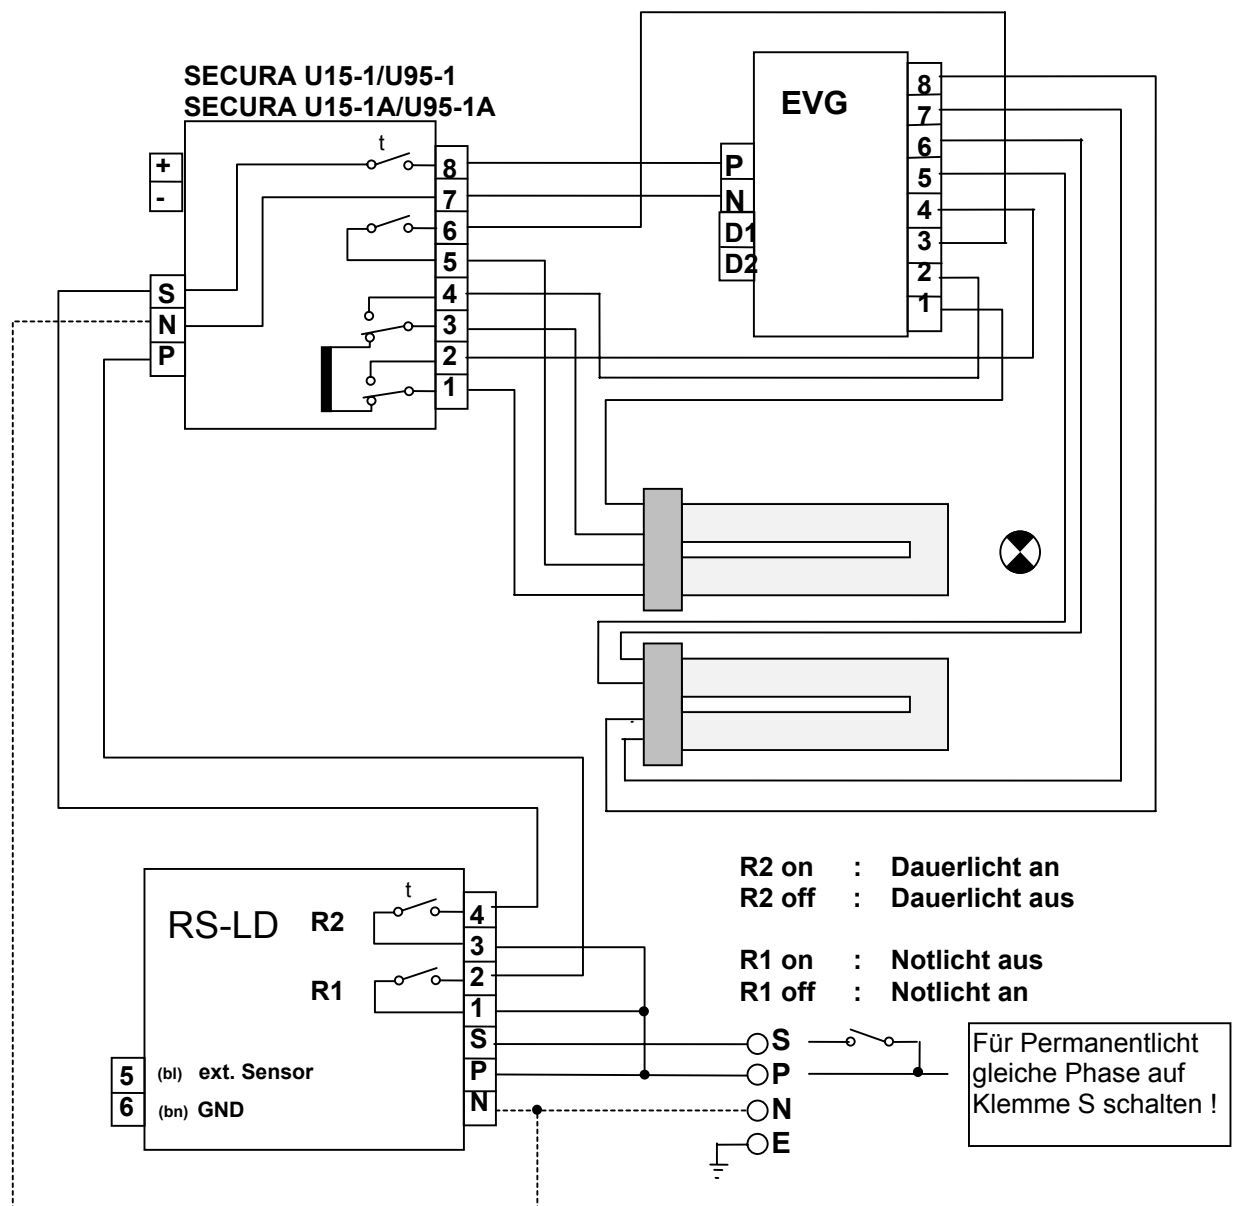 SECURA U15-1/U95-1
SECURA U15-1A/U95-1A
t
+
-
S
N
P
8
7
6
5
4
3
2
1
EVG
P
N
D1
D2
8
7
6
5
4
3
2
1
RS-LD
R2
t
R1
4
3
2
1
S
P
N
5 (bl) ext. Sensor
6 (bn) GND
R2 on : Dauerlicht an
R2 off : Dauerlicht aus
R1 on : Notlicht aus
R1 off : Notlicht an
S
P
N
E
Für Permanentlicht
gleiche Phase auf
Klemme S schalten !